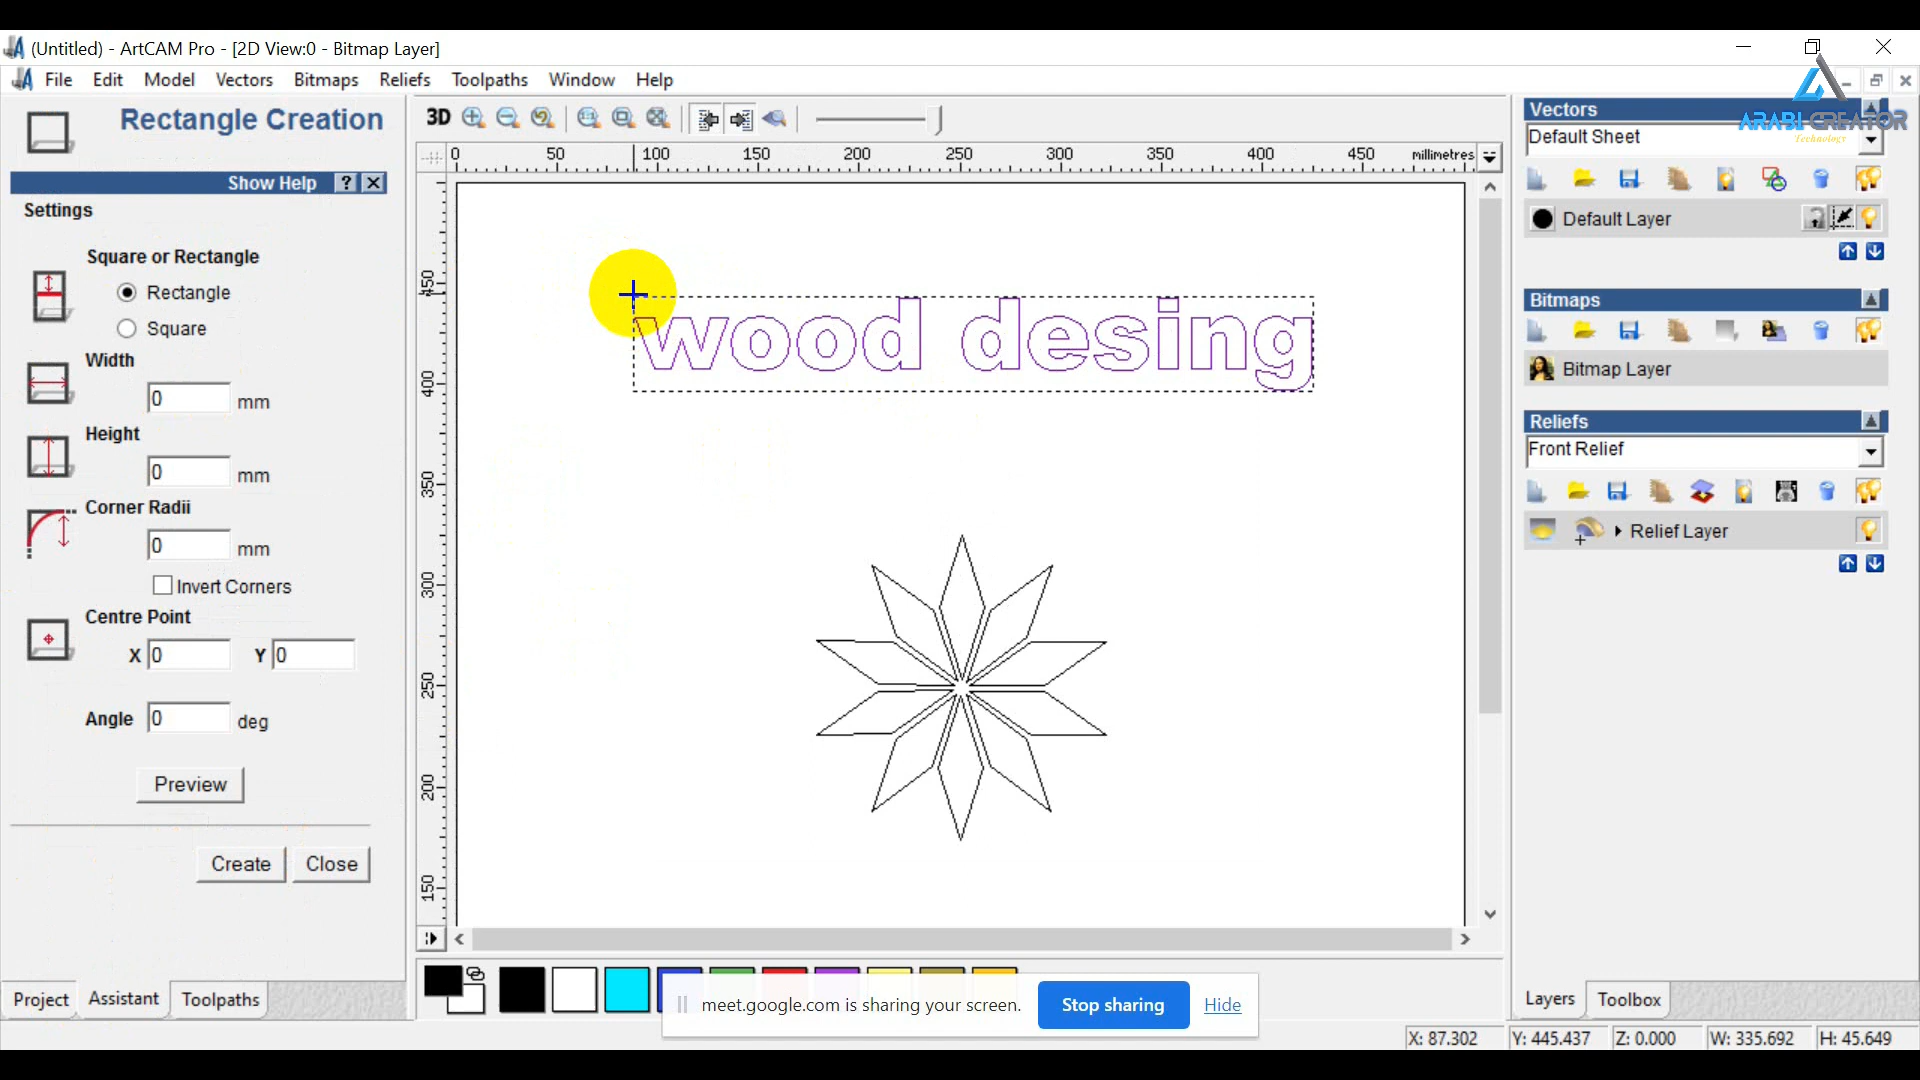 (Untitled) - ArtCAM Pro - [2D View:0 - Bitmap Layer]
File Edit Model Vectors Bitmaps Reliefs Toolpaths Window Help
ARABI CREATOR
Technology
Rectangle Creation
Show Help ?
Settings
Square or Rectangle
Rectangle
Square
Width
0 mm
Height
0 mm
Corner Radii
0 mm
Invert Corners
Centre Point
X 0 Y 0
Angle 0 deg
Preview
Create Close
Project Assistant Toolpaths
3D
0 50 100 150 200 250 300 350 400 450 millimetres
450
400
350
300
250
200
150
wood desing
Vectors
Default Sheet
Default Layer
Bitmaps
Bitmap Layer
Reliefs
Front Relief
Relief Layer
Layers Toolbox
meet.google.com is sharing your screen. Stop sharing Hide
X: 87.302 Y: 445.437 Z: 0.000 W: 335.692 H: 45.649